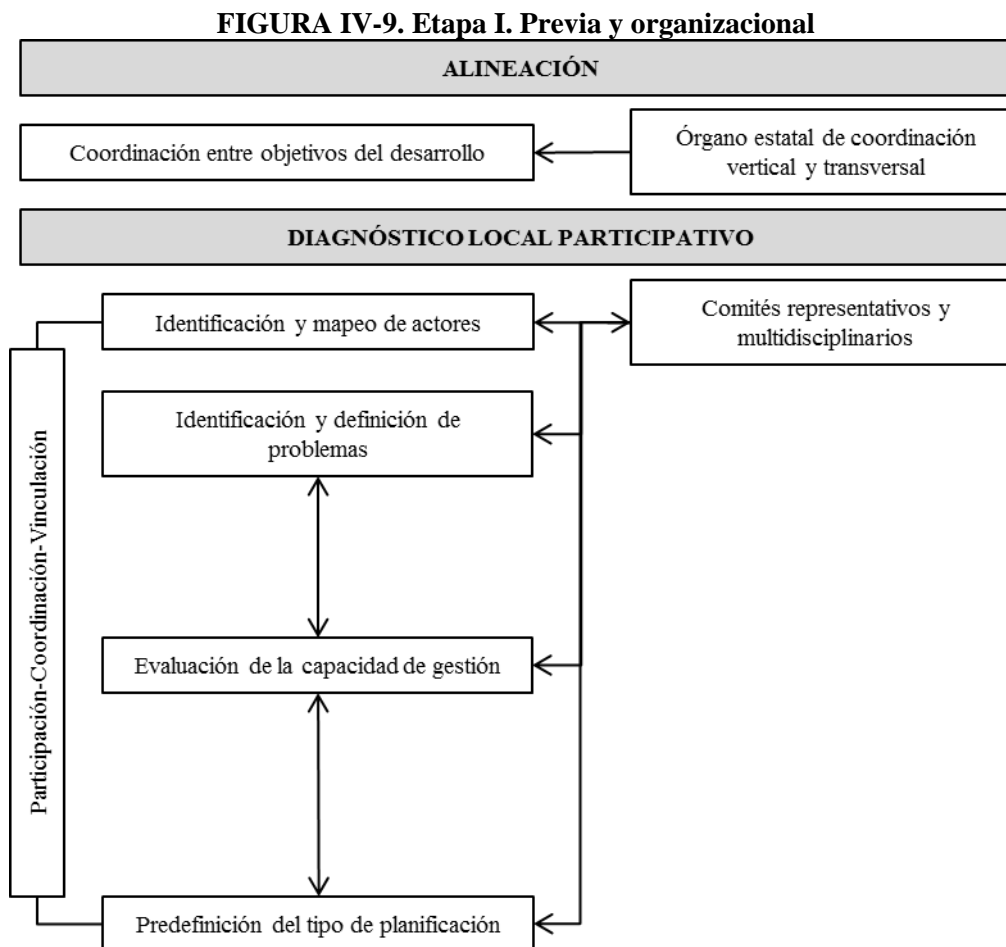 FIGURA IV-9. Etapa I. Previa y organizacional
ALINEACIÓN
Coordinación entre objetivos del desarrollo
Órgano estatal de coordinación
vertical y transversal
DIAGNÓSTICO LOCAL PARTICIPATIVO
Identificación y mapeo de actores
Comités representativos y
multidisciplinarios
Identificación y definición de
problemas
Participación-Coordinación-Vinculación
Evaluación de la capacidad de gestión
Predefinición del tipo de planificación